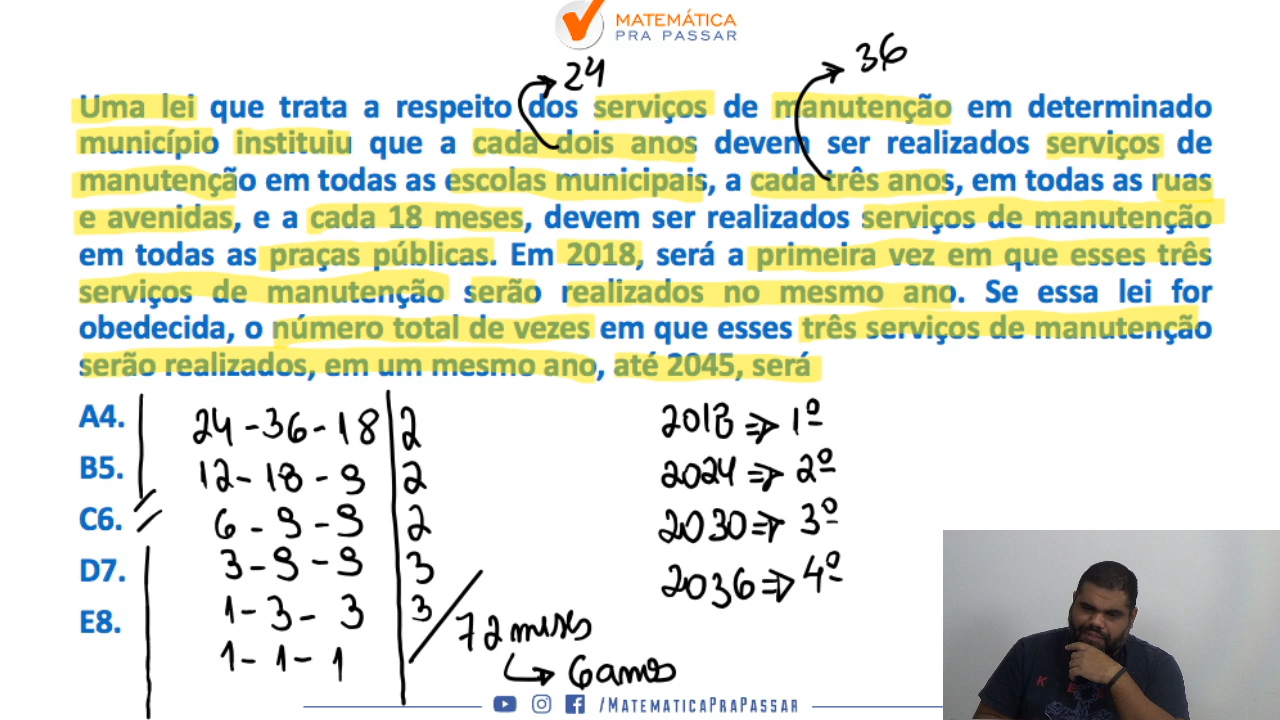 MATEMÁTICA
PRA PASSAR
24
36
Uma lei que trata a respeito dos serviços de manutenção em determinado
município instituiu que a cada dois anos devem ser realizados serviços de
manutenção em todas as escolas municipais, a cada três anos, em todas as ruas
e avenidas, e a cada 18 meses, devem ser realizados serviços de manutenção
em todas as praças públicas. Em 2018, será a primeira vez em que esses três
serviços de manutenção serão realizados no mesmo ano. Se essa lei for
obedecida, o número total de vezes em que esses três serviços de manutenção
serão realizados, em um mesmo ano, até 2045, será
A4.
B5.
C6.
D7.
E8.
24-36-18 2
12-18-9 2
6-9-9 2
3-9-9 3
1-3-3 3
1-1-1
72 meses
6 anos
2018 ⇒ 1º
2024 ⇒ 2º
2030 ⇒ 3º
2036 ⇒ 4º
/MatematicaPraPassar